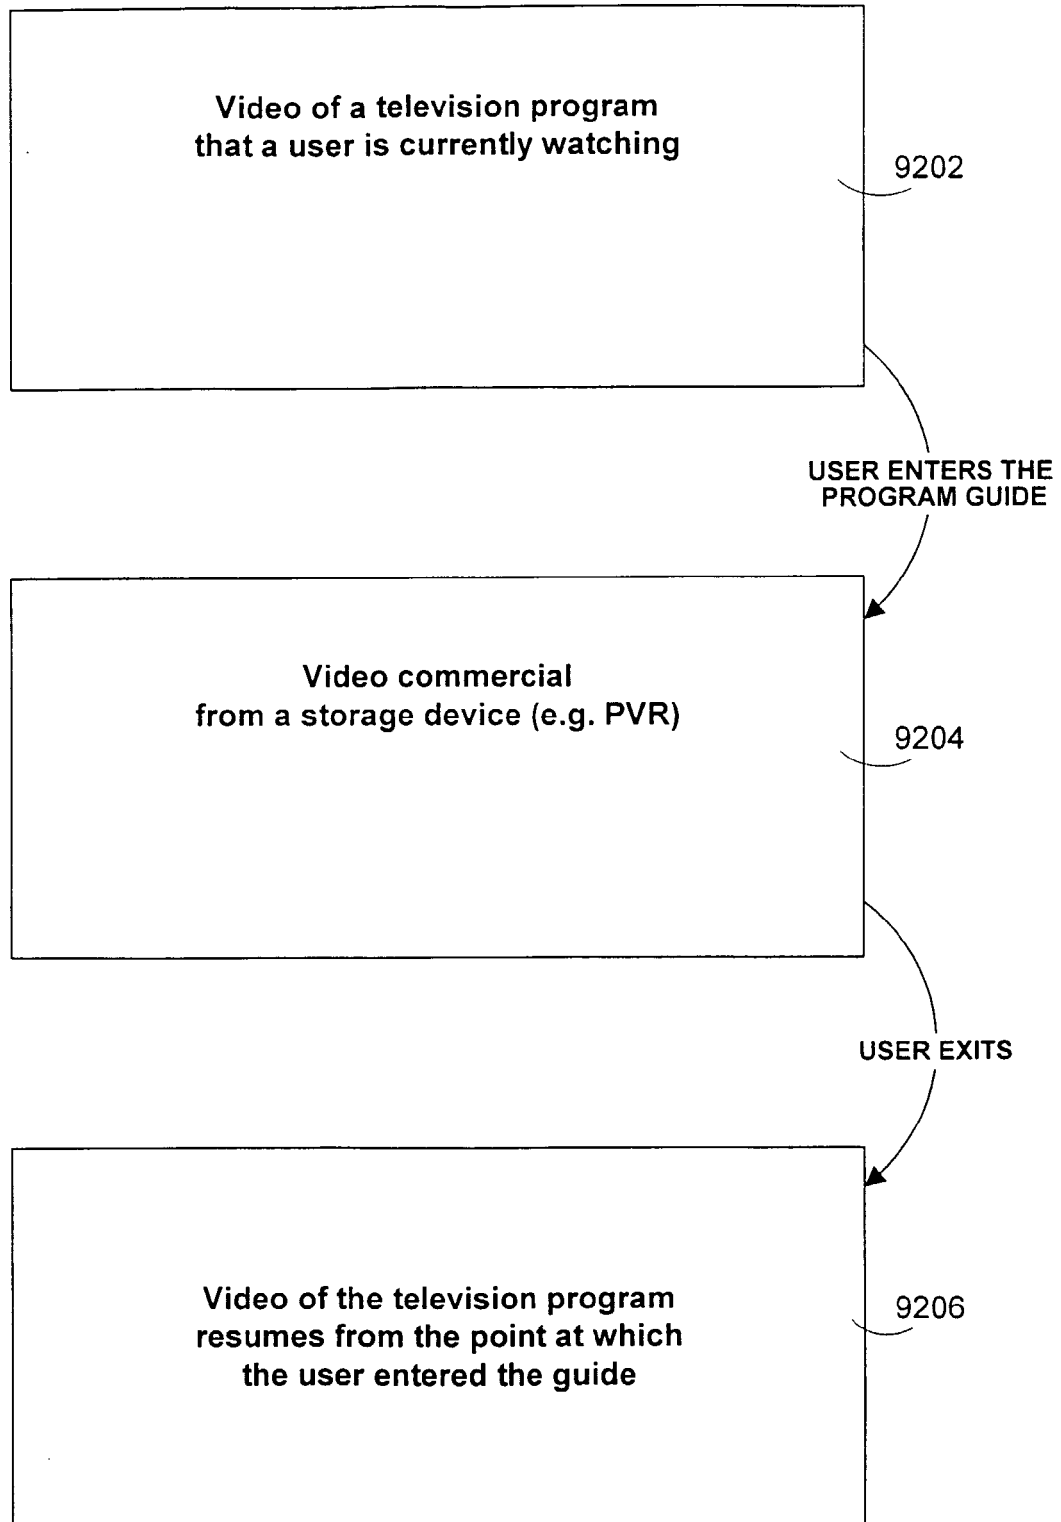 Video of a television program
that a user is currently watching
9202
USER ENTERS THE
PROGRAM GUIDE
Video commercial
from a storage device (e.g. PVR)
9204
USER EXITS
Video of the television program
resumes from the point at which
the user entered the guide
9206